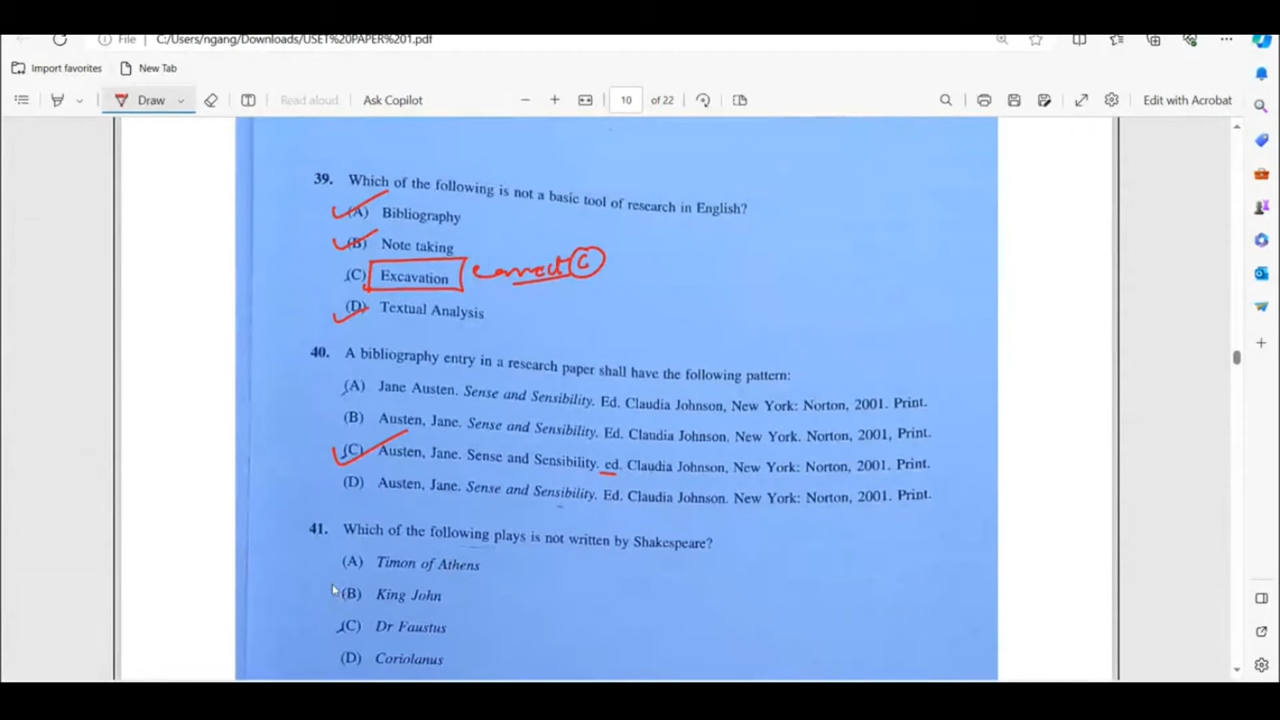 File C:/Users/ngang/Downloads/USET%20PAPER%201.pdf
Import favorites New Tab
Draw Read aloud Ask Copilot 10 of 22 Edit with Acrobat
39. Which of the following is not a basic tool of research in English?
(A) Bibliography
(B) Note taking
(C) Excavation correct C
(D) Textual Analysis
40. A bibliography entry in a research paper shall have the following pattern:
(A) Jane Austen. Sense and Sensibility. Ed. Claudia Johnson, New York: Norton, 2001. Print.
(B) Austen, Jane. Sense and Sensibility. Ed. Claudia Johnson. New York. Norton, 2001, Print.
(C) Austen, Jane. Sense and Sensibility. ed. Claudia Johnson, New York: Norton, 2001. Print.
(D) Austen, Jane. Sense and Sensibility. Ed. Claudia Johnson. New York: Norton, 2001. Print.
41. Which of the following plays is not written by Shakespeare?
(A) Timon of Athens
(B) King John
(C) Dr Faustus
(D) Coriolanus